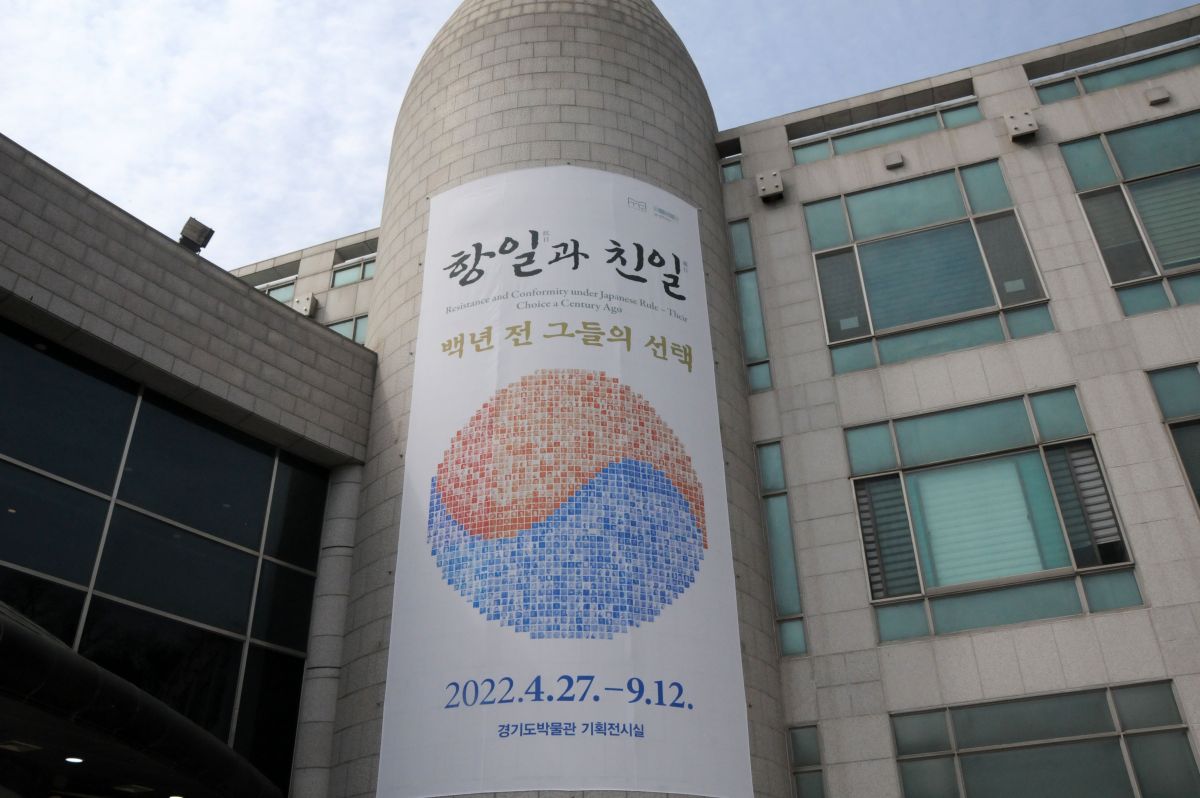 항일과 친일
Resistance and Conformity under Japanese Rule – Their
Choice a Century Ago
백년 전 그들의 선택
2022.4.27.–9.12.
경기도박물관 기획전시실